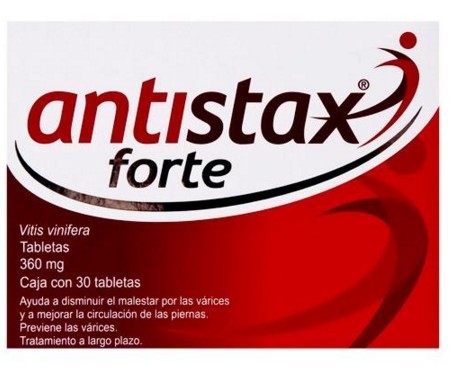 antistax®
forte
Vitis vinifera
Tabletas
360 mg
Caja con 30 tabletas
Ayuda a disminuir el malestar por las várices
y a mejorar la circulación de las piernas.
Previene las várices.
Tratamiento a largo plazo.